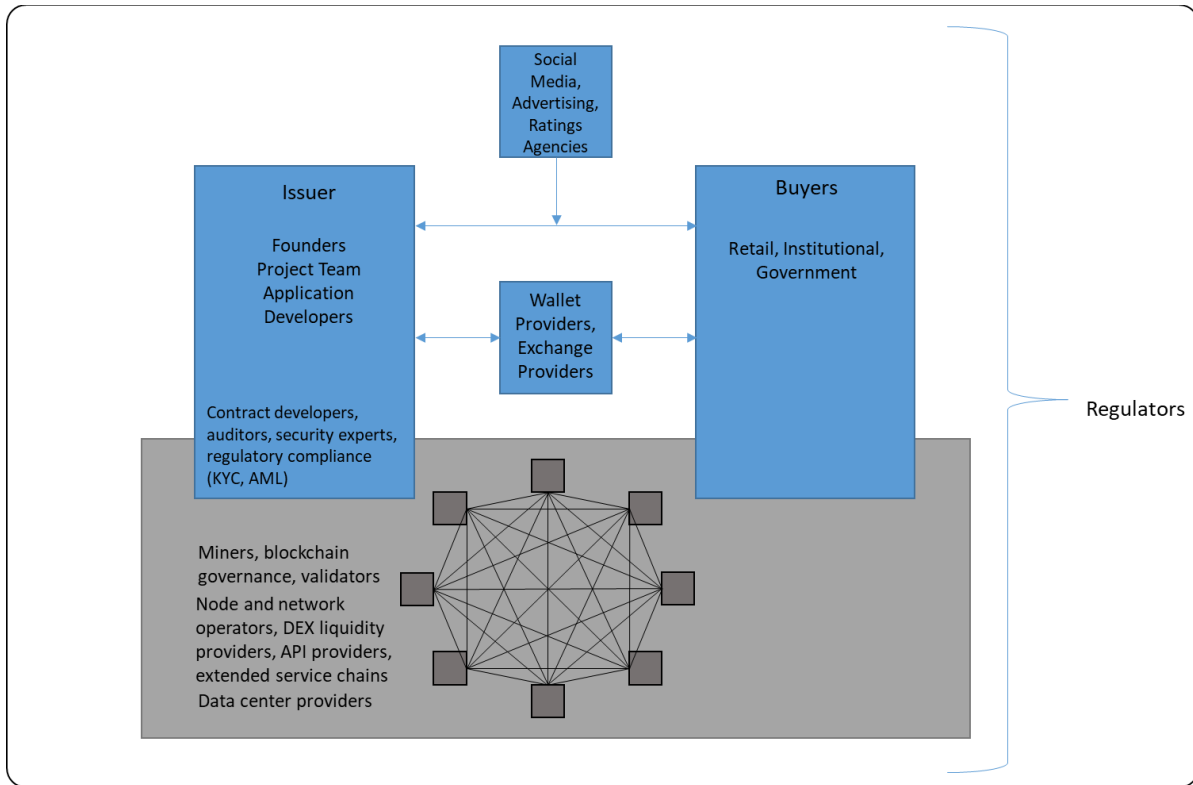 Social
Media,
Advertising,
Ratings
Agencies
Issuer
Founders
Project Team
Application
Developers
Contract developers,
auditors, security experts,
regulatory compliance
(KYC, AML)
Wallet
Providers,
Exchange
Providers
Buyers
Retail, Institutional,
Government
Regulators
Miners, blockchain
governance, validators
Node and network
operators, DEX liquidity
providers, API providers,
extended service chains
Data center providers